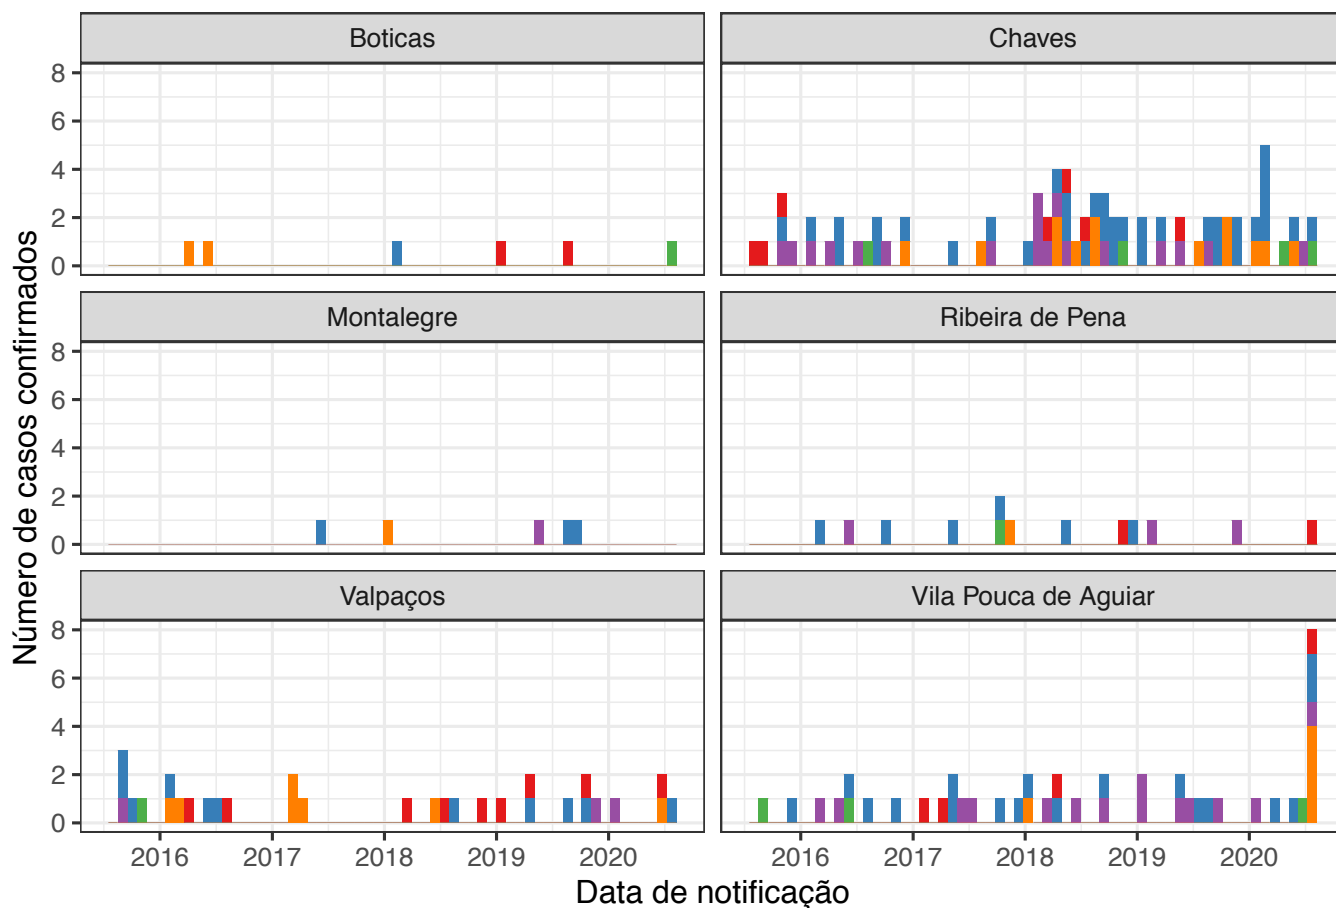 Boticas
Chaves
8
6
4
2
0
Montalegre
Ribeira de Pena
8
6
4
2
0
Valpaços
Vila Pouca de Aguiar
8
6
4
2
0
2016 2017 2018 2019 2020 2016 2017 2018 2019 2020
Número de casos confirmados
Data de notificação